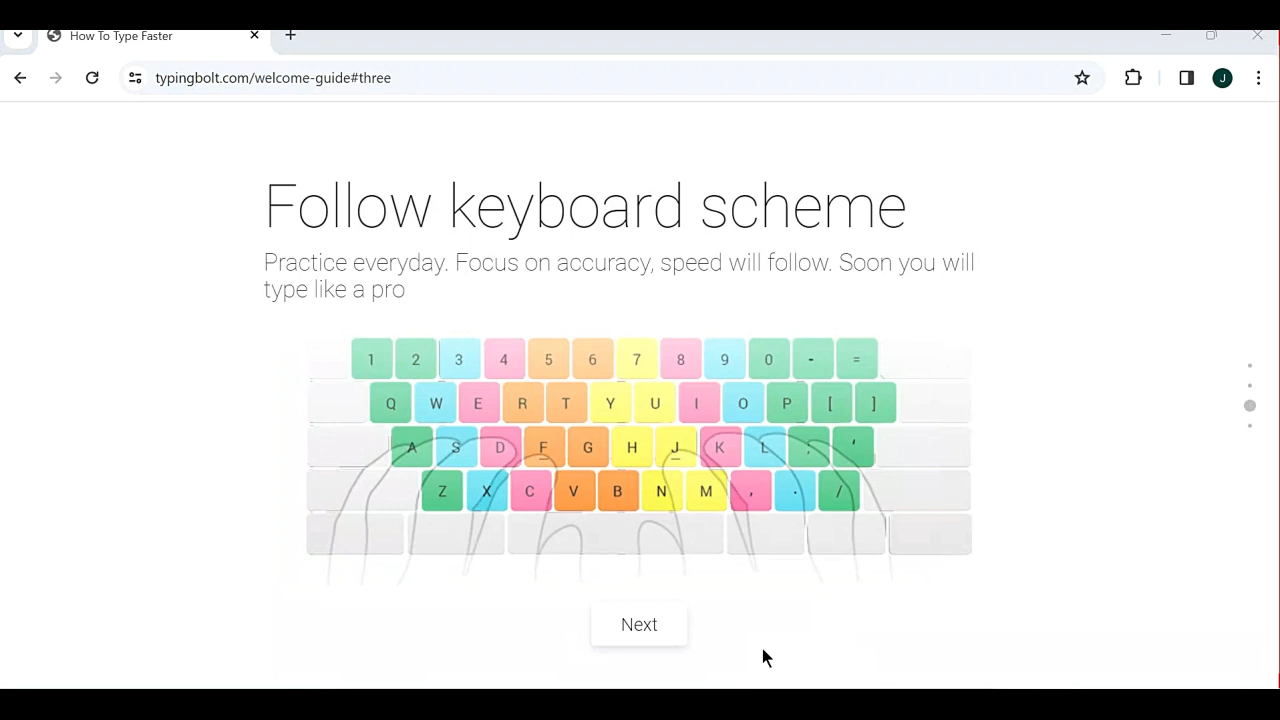 How To Type Faster
typingbolt.com/welcome-guide#three
J
Follow keyboard scheme
Practice everyday. Focus on accuracy, speed will follow. Soon you will
type like a pro
1 2 3 4 5 6 7 8 9 0 - =
Q W E R T Y U I O P [ ]
A S D F G H J K L ; '
Z X C V B N M , . /
Next